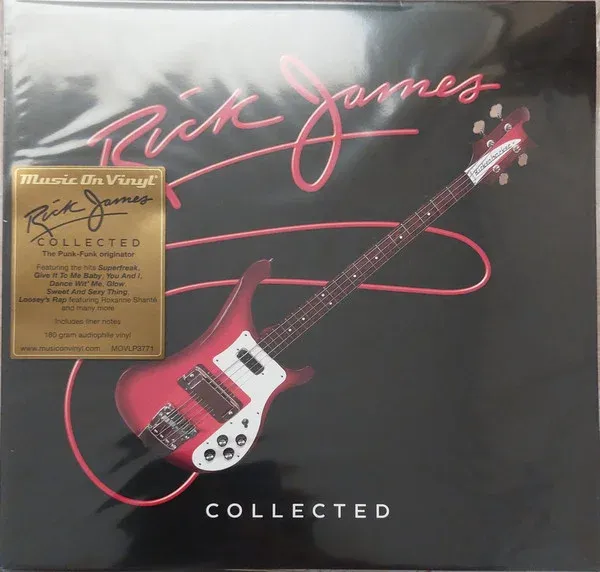 Rick James
Music On Vinyl®
Rick James
COLLECTED
The Punk-Funk originator
Featuring the hits Superfreak,
Give It To Me Baby, You And I,
Dance Wit' Me, Glow,
Sweet And Sexy Thing,
Loosey's Rap featuring Roxanne Shanté
and many more
Includes liner notes
180 gram audiophile vinyl
www.musiconvinyl.com MOVLP3771
Rickenbacker
COLLECTED